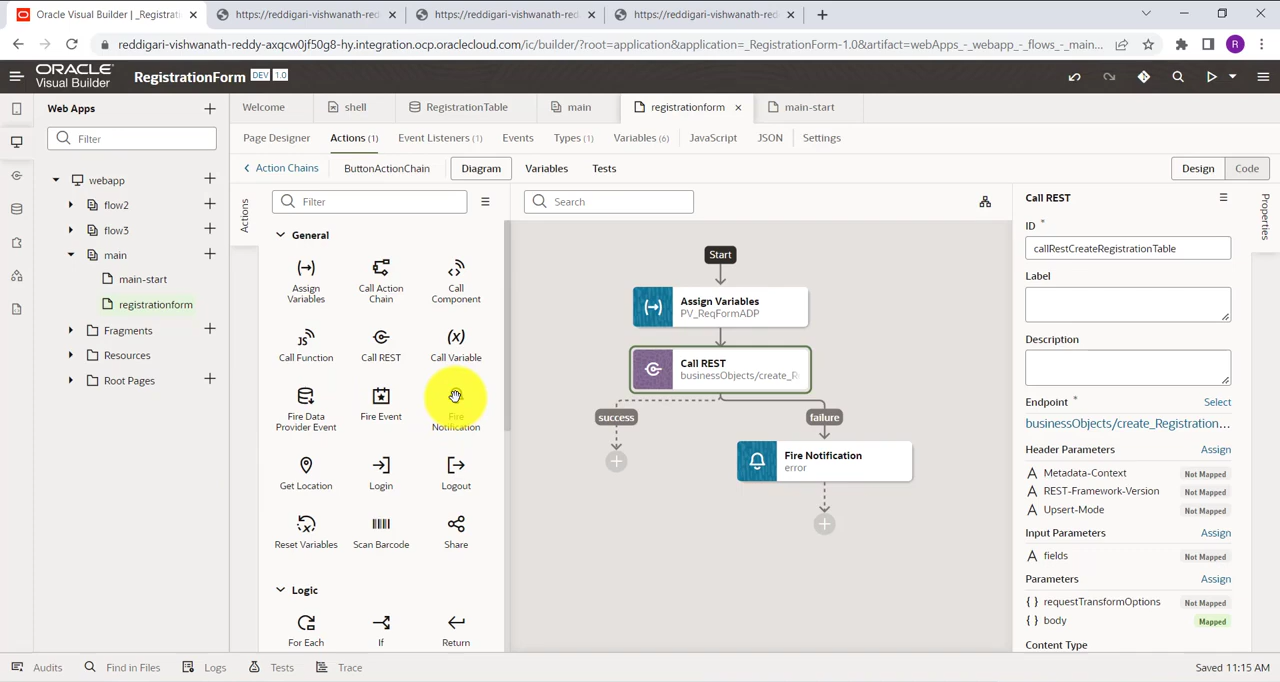 Oracle Visual Builder | _Registrati
https://reddigari-vishwanath-red
https://reddigari-vishwanath-red
https://reddigari-vishwanath-red
reddigari-vishwanath-reddy-axqcw0jf50g8-hy.integration.ocp.oraclecloud.com/ic/builder/?root=application&application=_RegistrationForm-1.0&artifact=webApps_-_webapp_-_flows_-_main...
R
ORACLE
Visual Builder
RegistrationForm DEV 1.0
Web Apps
Welcome
shell
RegistrationTable
main
registrationform
main-start
Filter
Page Designer
Actions (1)
Event Listeners (1)
Events
Types (1)
Variables (6)
JavaScript
JSON
Settings
Action Chains
ButtonActionChain
Diagram
Variables
Tests
Design
Code
webapp
flow2
flow3
main
main-start
registrationform
Fragments
Resources
Root Pages
Actions
Filter
General
Assign Variables
Call Action Chain
Call Component
Call Function
Call REST
Call Variable
Fire Data Provider Event
Fire Event
Fire Notification
Get Location
Login
Logout
Reset Variables
Scan Barcode
Share
Logic
For Each
If
Return
Search
Start
Assign Variables
PV_ReqFormADP
Call REST
businessObjects/create_R
success
failure
Fire Notification
error
Call REST
Properties
ID *
callRestCreateRegistrationTable
Label
Description
Endpoint * Select
businessObjects/create_Registration...
Header Parameters Assign
Metadata-Context Not Mapped
REST-Framework-Version Not Mapped
Upsert-Mode Not Mapped
Input Parameters Assign
fields Not Mapped
Parameters Assign
requestTransformOptions Not Mapped
body Mapped
Content Type
Audits
Find in Files
Logs
Tests
Trace
Saved 11:15 AM